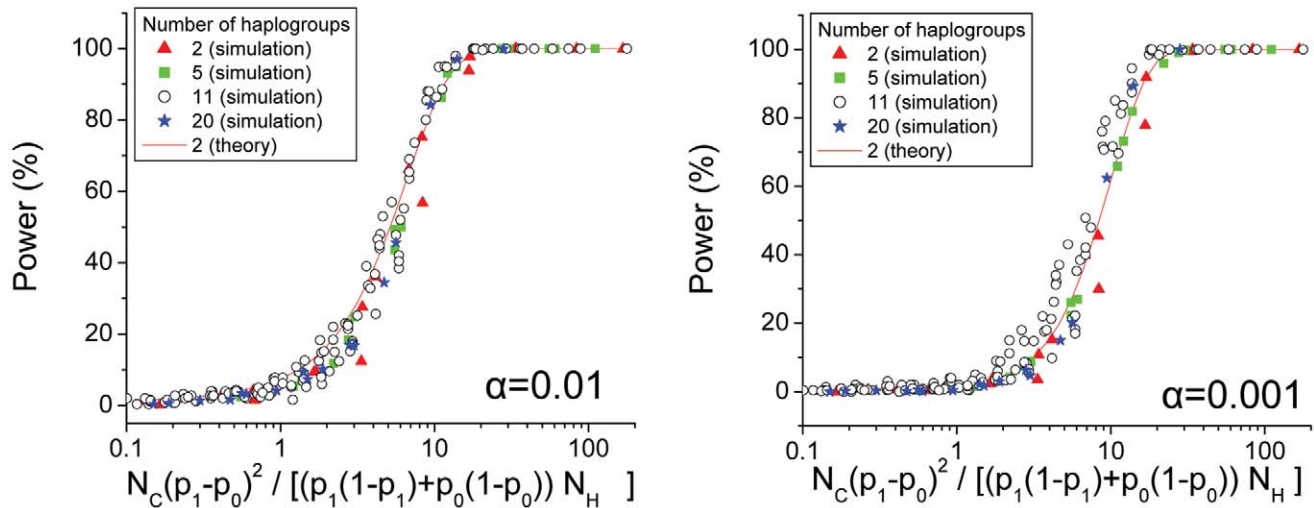 Number of haplogroups
2 (simulation)
5 (simulation)
11 (simulation)
20 (simulation)
2 (theory)
100
80
60
40
20
0
Power (%)
α=0.01
0.1
1
10
100
N_C(p_1-p_0)^2 / [(p_1(1-p_1)+p_0(1-p_0)) N_H ]
Number of haplogroups
2 (simulation)
5 (simulation)
11 (simulation)
20 (simulation)
2 (theory)
100
80
60
40
20
0
Power (%)
α=0.001
0.1
1
10
100
N_C(p_1-p_0)^2 / [(p_1(1-p_1)+p_0(1-p_0)) N_H ]